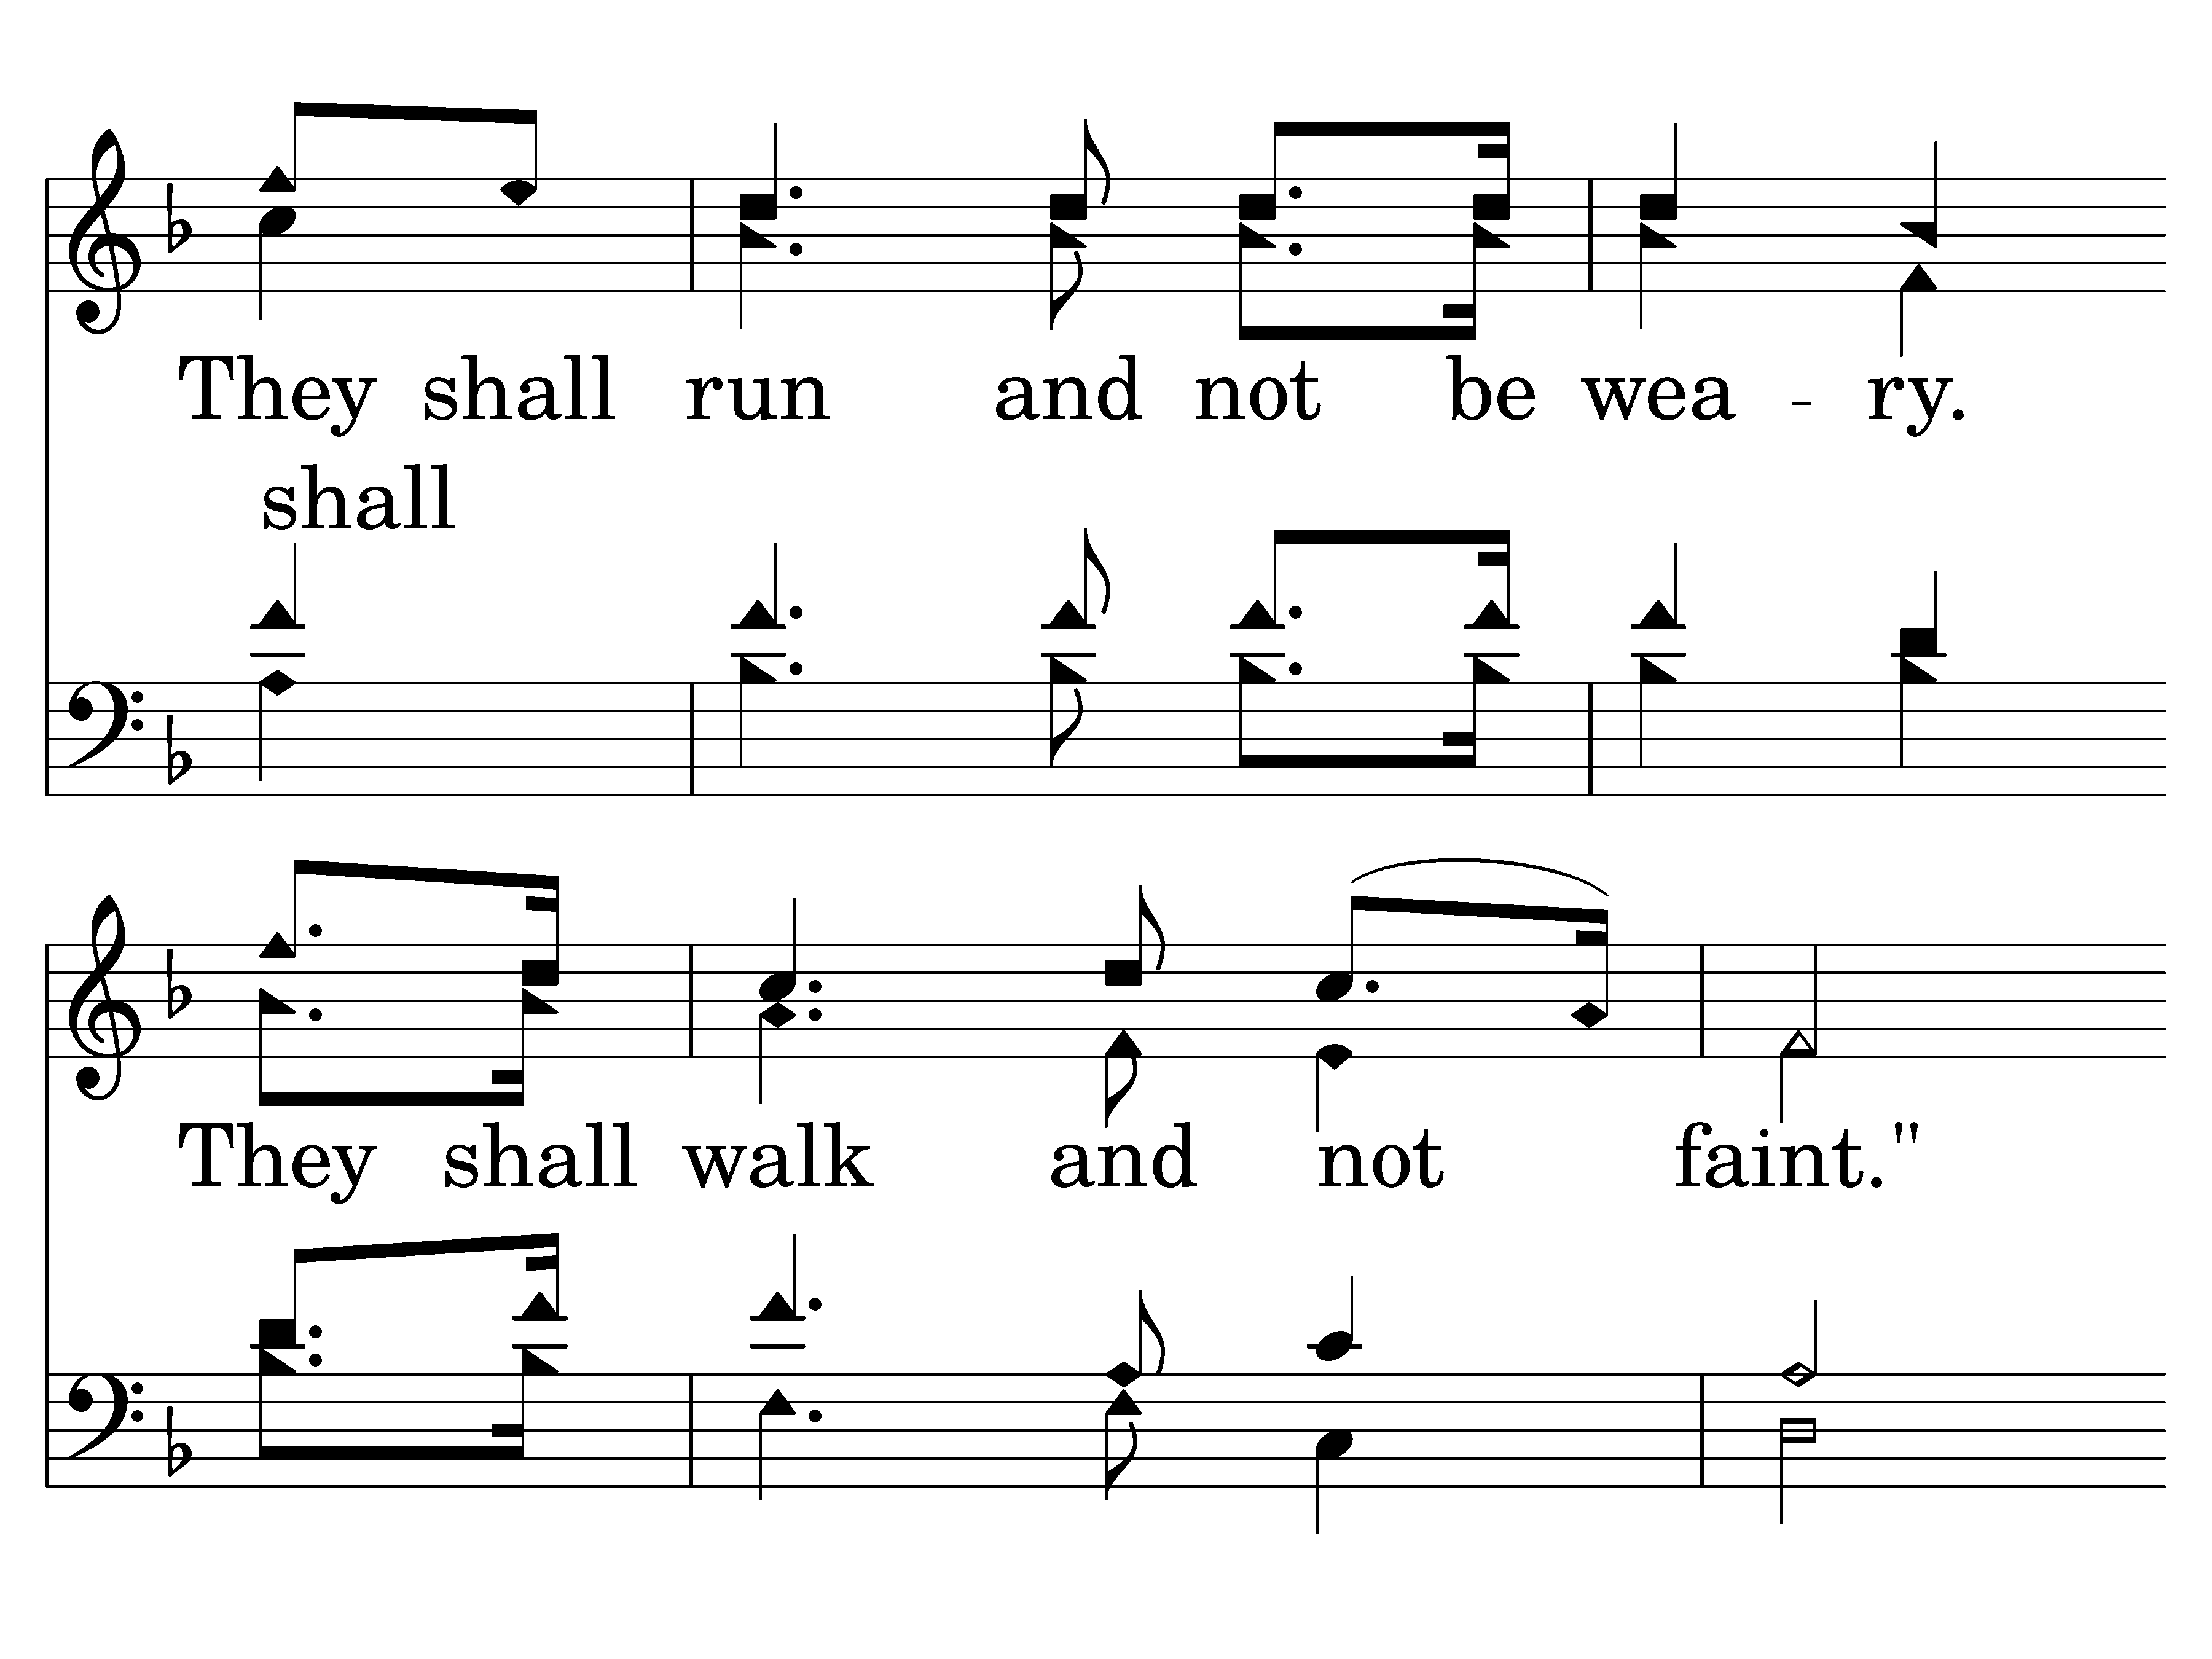 They shall run and not be wea - ry.
shall
They shall walk and not faint."